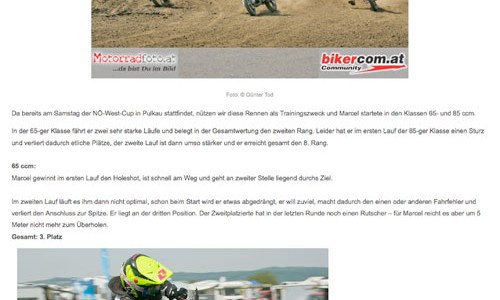 Motorradfoto.at
...da bist Du im Bild
bikercom.at
Community
Foto: © Günter Tod
Da bereits am Samstag der NÖ-West-Cup in Pulkau stattfindet, nützen wir diese Rennen als Trainingszweck und Marcel startete in den Klassen 65- und 85 ccm.
In der 65-ger Klasse fährt er zwei sehr starke Läufe und belegt in der Gesamtwertung den zweiten Rang. Leider hat er im ersten Lauf der 85-ger Klasse einen Sturz
und verliert dadurch etliche Plätze, der zweite Lauf ist dann umso stärker und er erreicht gesamt den 8. Rang.
65 ccm:
Marcel gewinnt im ersten Lauf den Holeshot, ist schnell am Weg und geht an zweiter Stelle liegend durchs Ziel.
Im zweiten Lauf läuft es ihm dann nicht optimal, schon beim Start wird er etwas abgedrängt, er will zuviel, macht dadurch den einen oder anderen Fahrfehler und
verliert den Anschluss zur Spitze. Er liegt an der dritten Position. Der Zweitplatzierte hat in der letzten Runde noch einen Rutscher – für Marcel reicht es aber um 5
Meter nicht mehr zum Überholen.
Gesamt: 3. Platz